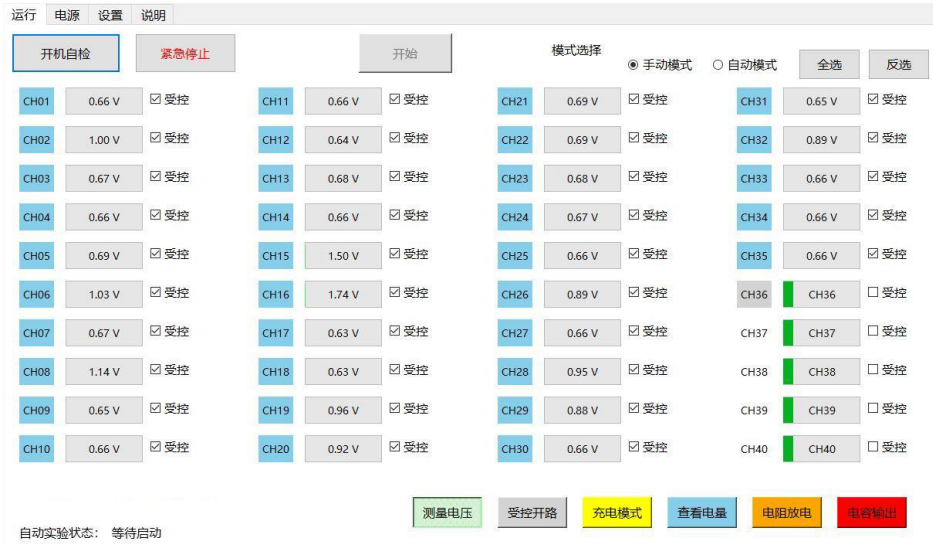 运行 电源 设置 说明
开机自检 紧急停止 开始 模式选择 手动模式 自动模式 全选 反选
CH01 0.66 V 受控 CH11 0.66 V 受控 CH21 0.69 V 受控 CH31 0.65 V 受控
CH02 1.00 V 受控 CH12 0.64 V 受控 CH22 0.69 V 受控 CH32 0.89 V 受控
CH03 0.67 V 受控 CH13 0.68 V 受控 CH23 0.68 V 受控 CH33 0.66 V 受控
CH04 0.66 V 受控 CH14 0.66 V 受控 CH24 0.67 V 受控 CH34 0.66 V 受控
CH05 0.69 V 受控 CH15 1.50 V 受控 CH25 0.66 V 受控 CH35 0.66 V 受控
CH06 1.03 V 受控 CH16 1.74 V 受控 CH26 0.89 V 受控 CH36 CH36 受控
CH07 0.67 V 受控 CH17 0.63 V 受控 CH27 0.66 V 受控 CH37 CH37 受控
CH08 1.14 V 受控 CH18 0.63 V 受控 CH28 0.95 V 受控 CH38 CH38 受控
CH09 0.65 V 受控 CH19 0.96 V 受控 CH29 0.88 V 受控 CH39 CH39 受控
CH10 0.66 V 受控 CH20 0.92 V 受控 CH30 0.66 V 受控 CH40 CH40 受控
测量电压 受控开路 充电模式 查看电量 电阻放电 电容输出
自动实验状态: 等待启动